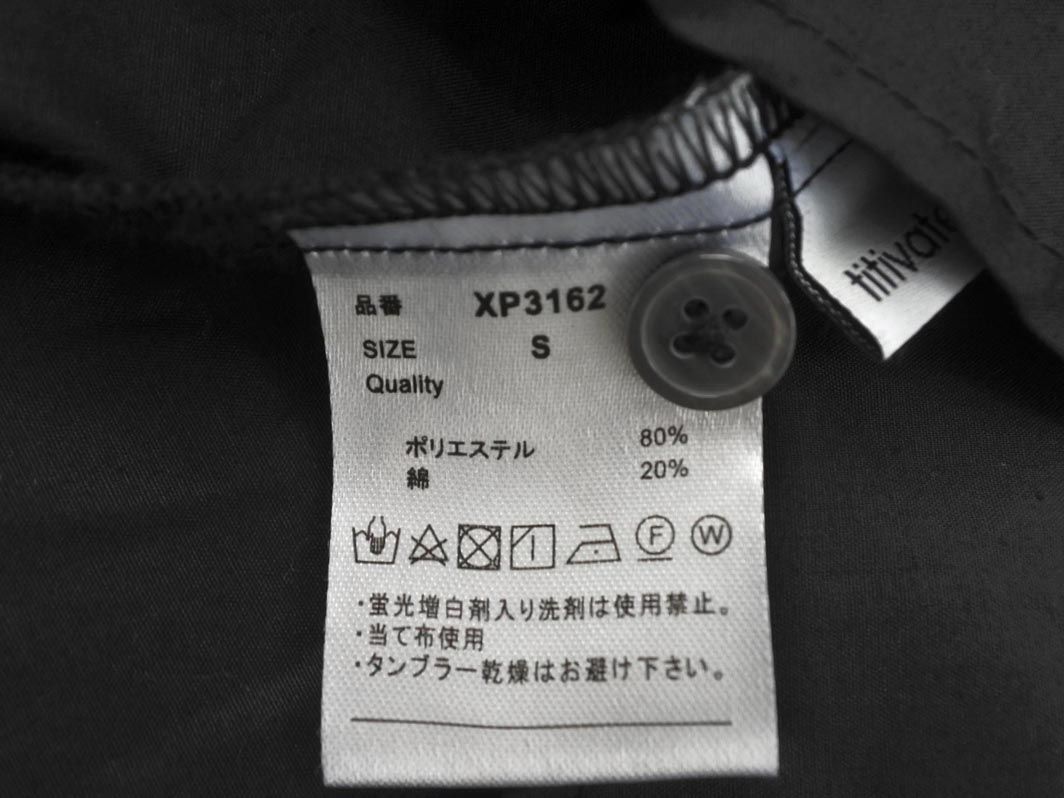 品番 XP3162
SIZE S
Quality
ポリエステル 80%
綿 20%
F W
・蛍光増白剤入り洗剤は使用禁止。
・当て布使用
・タンブラー乾燥はお避け下さい。
titivate